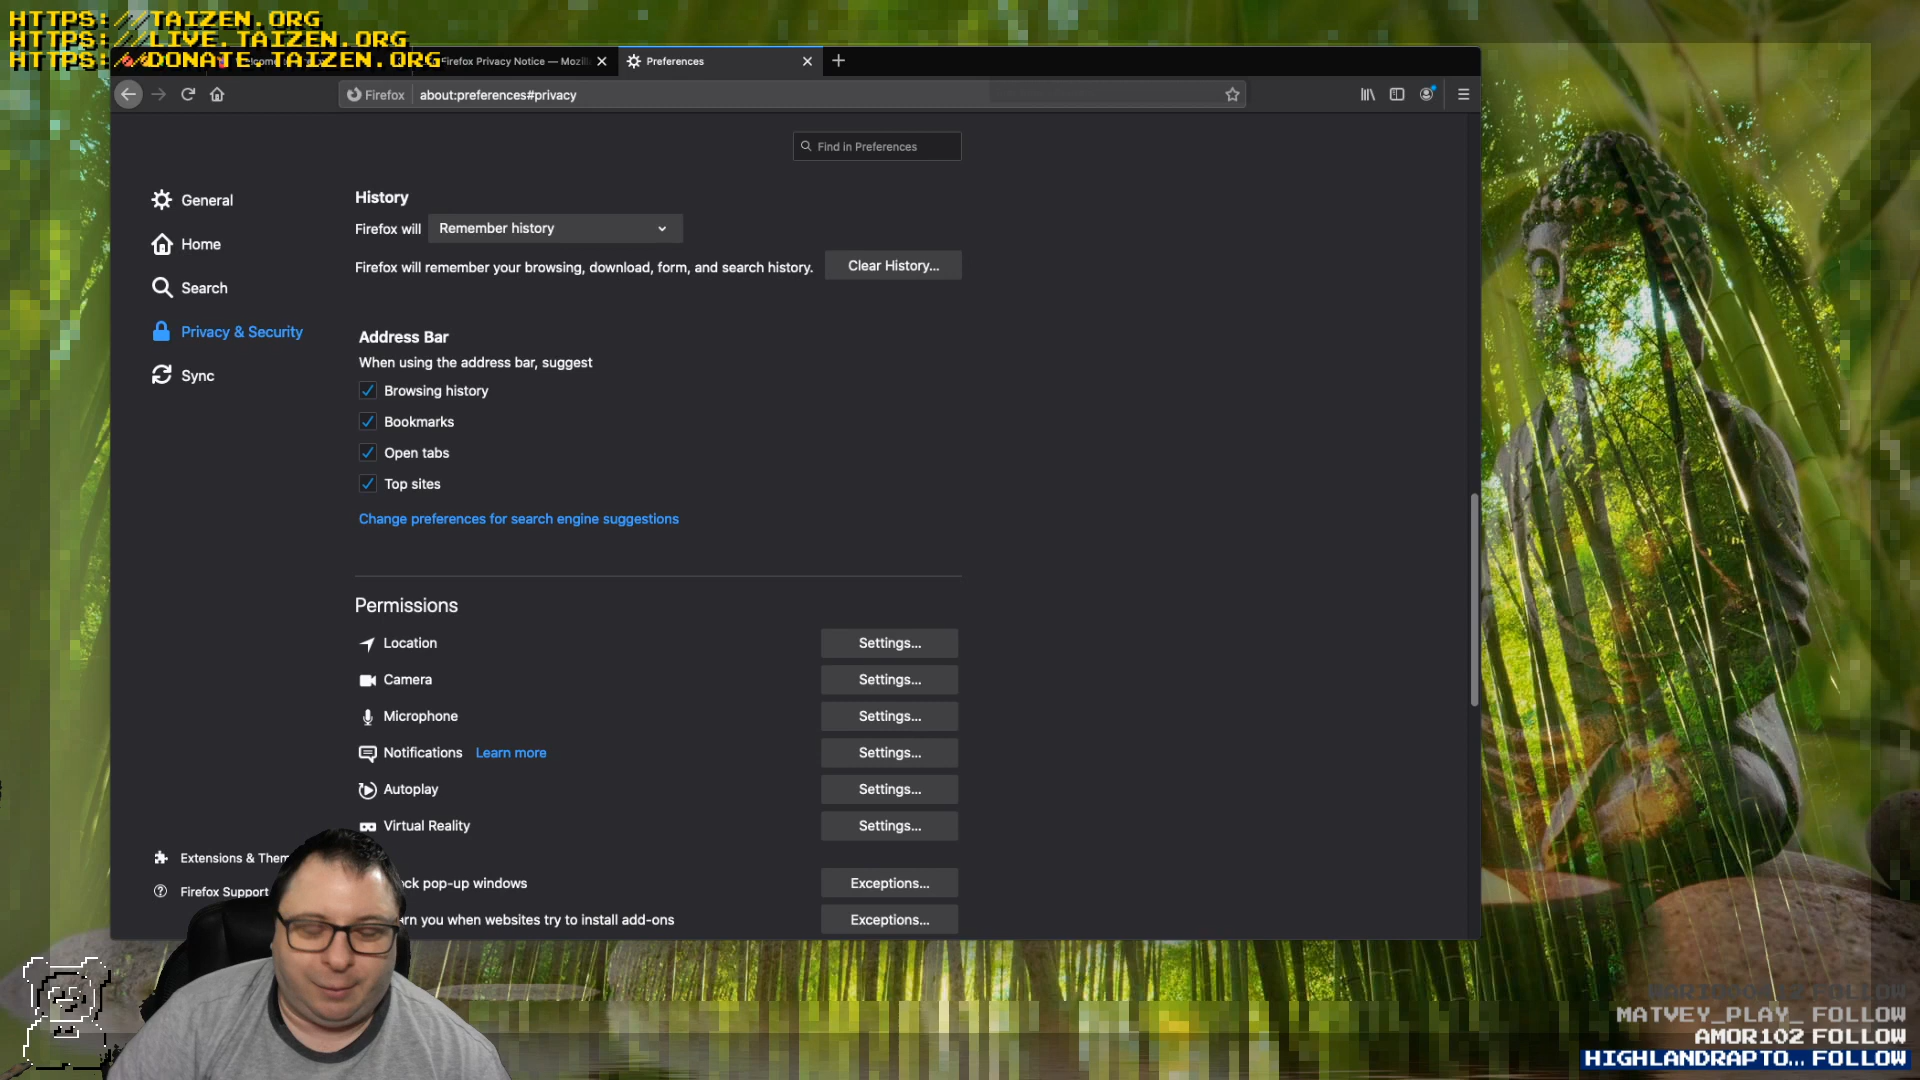 HTTPS://TAIZEN.ORG
HTTPS://LIVE.TAIZEN.ORG
HTTPS://DONATE.TAIZEN.ORG
Firefox Privacy Notice — Mozil
Preferences
Firefox
about:preferences#privacy
Find in Preferences
General
Home
Search
Privacy & Security
Sync
History
Firefox will
Remember history
Firefox will remember your browsing, download, form, and search history.
Clear History...
Address Bar
When using the address bar, suggest
Browsing history
Bookmarks
Open tabs
Top sites
Change preferences for search engine suggestions
Permissions
Location
Settings...
Camera
Settings...
Microphone
Settings...
Notifications
Learn more
Settings...
Autoplay
Settings...
Virtual Reality
Settings...
ck pop-up windows
Exceptions...
rn you when websites try to install add-ons
Exceptions...
Extensions & Them
Firefox Support
FOLLOW
MATVEY_PLAY_ FOLLOW
AMOR102 FOLLOW
HIGHLANDRAPTO... FOLLOW